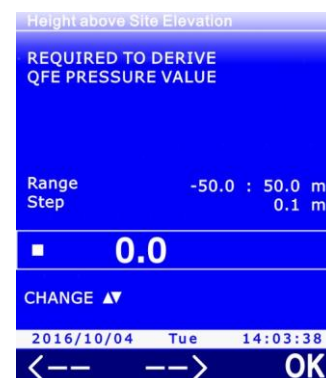 Height above Site Elevation
REQUIRED TO DERIVE
QFE PRESSURE VALUE
Range -50.0 : 50.0 m
Step 0.1 m
■ 0.0
CHANGE ▲▼
2016/10/04 Tue 14:03:38
<-- --> OK